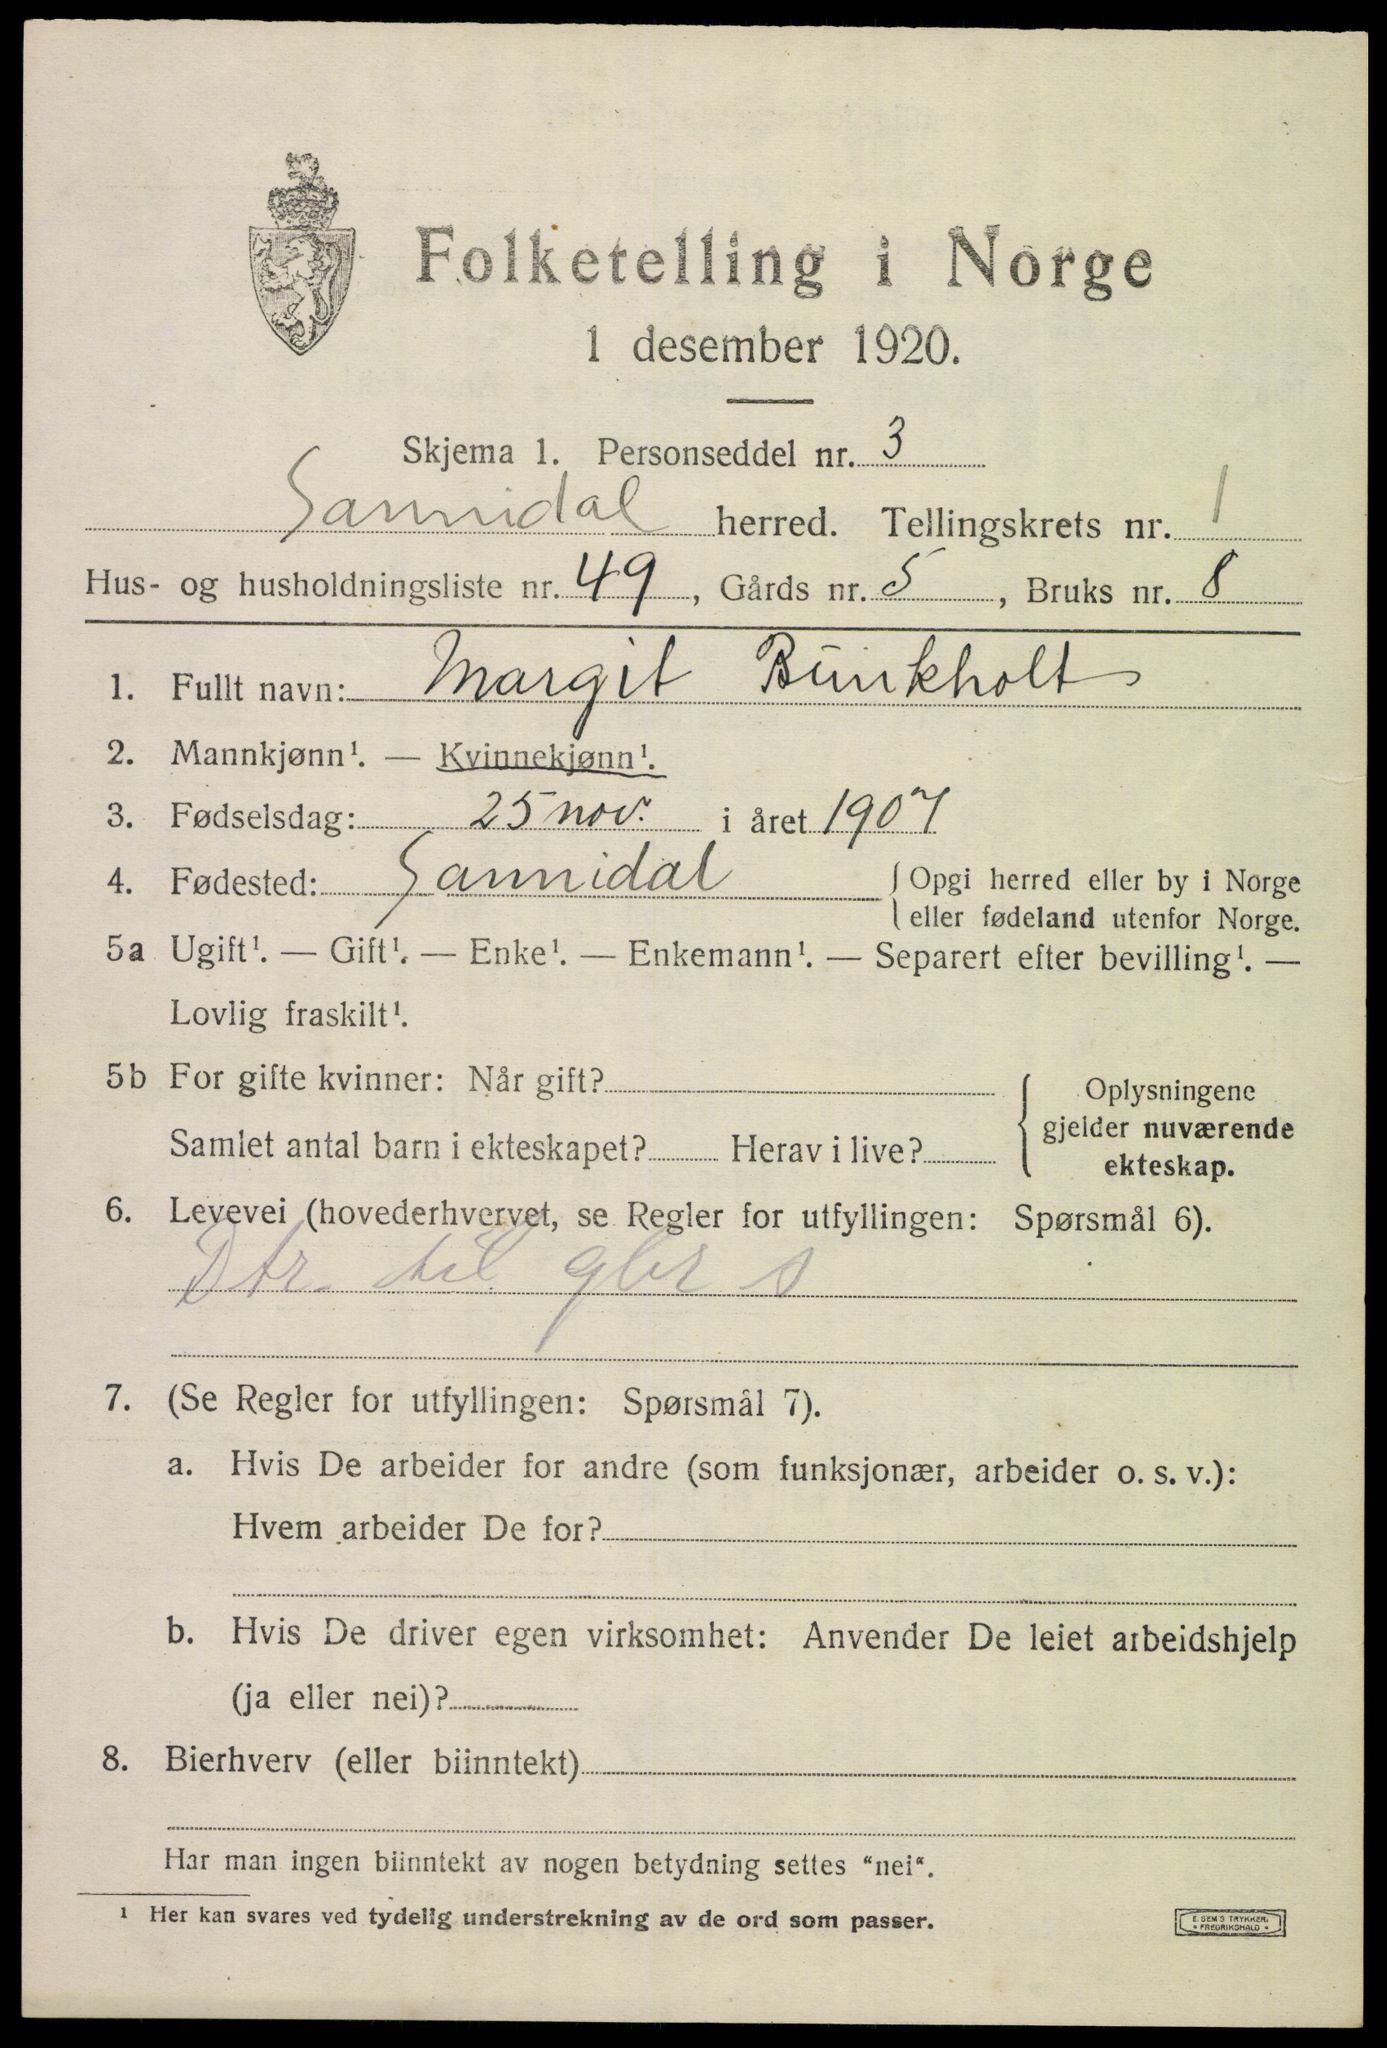 Folketelling i Norge
1 desember 1920.
Skjema 1. Personseddel nr. 3
Sannidal herred. Tellingskrets nr. 1
Hus- og husholdningsliste nr. 49, Gårds nr. 5, Bruks nr. 8
1. Fullt navn: Margit Bünkholt
2. Mannkjønn¹. — Kvinnekjønn¹.
3. Fødselsdag: 25 nov. i året 1907
4. Fødested: Sannidal { Opgi herred eller by i Norge
eller fødeland utenfor Norge.
5a Ugift¹. — Gift¹. — Enke¹. — Enkemann¹. — Separert efter bevilling¹. —
Lovlig fraskilt¹.
5b For gifte kvinner: Når gift? { Oplysningene
gjelder nuværende
Samlet antal barn i ekteskapet? Herav i live?
ekteskap.
6. Levevei (hovederhvervet, se Regler for utfyllingen: Spørsmål 6).
Dtr. til gbr s
7. (Se Regler for utfyllingen: Spørsmål 7).
a. Hvis De arbeider for andre (som funksjonær, arbeider o. s. v.):
Hvem arbeider De for?
b. Hvis De driver egen virksomhet: Anvender De leiet arbeidshjelp
(ja eller nei)?
8. Bierhverv (eller biinntekt)
Har man ingen biinntekt av nogen betydning settes "nei".
¹ Her kan svares ved tydelig understrekning av de ord som passer.
E. SEM'S TRYKKERI
• FREDRIKSHALD •